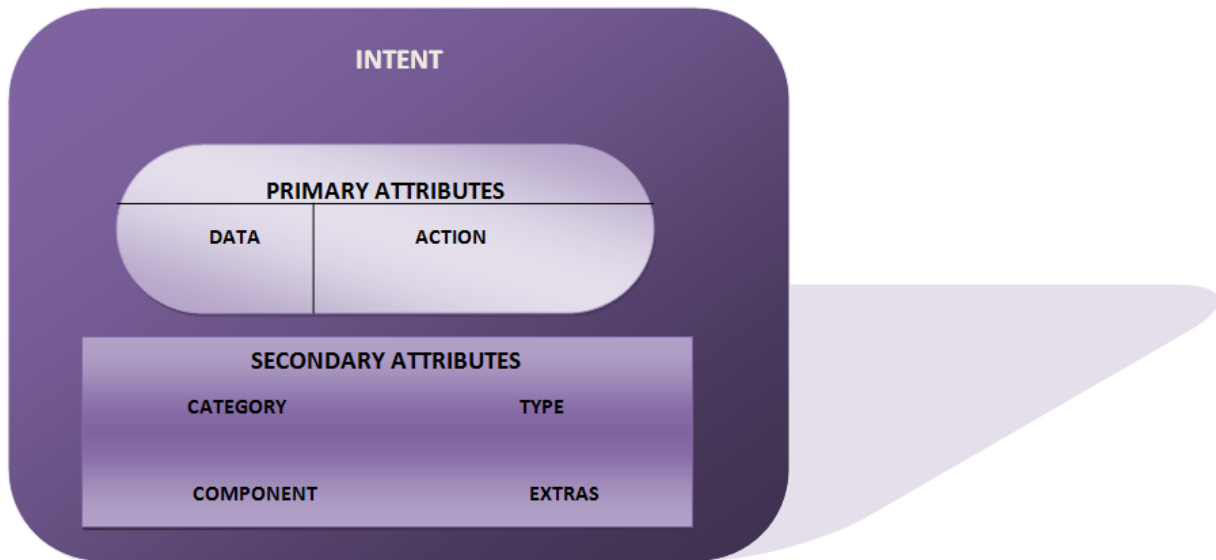 INTENT
PRIMARY ATTRIBUTES
DATA ACTION
SECONDARY ATTRIBUTES
CATEGORY TYPE
COMPONENT EXTRAS